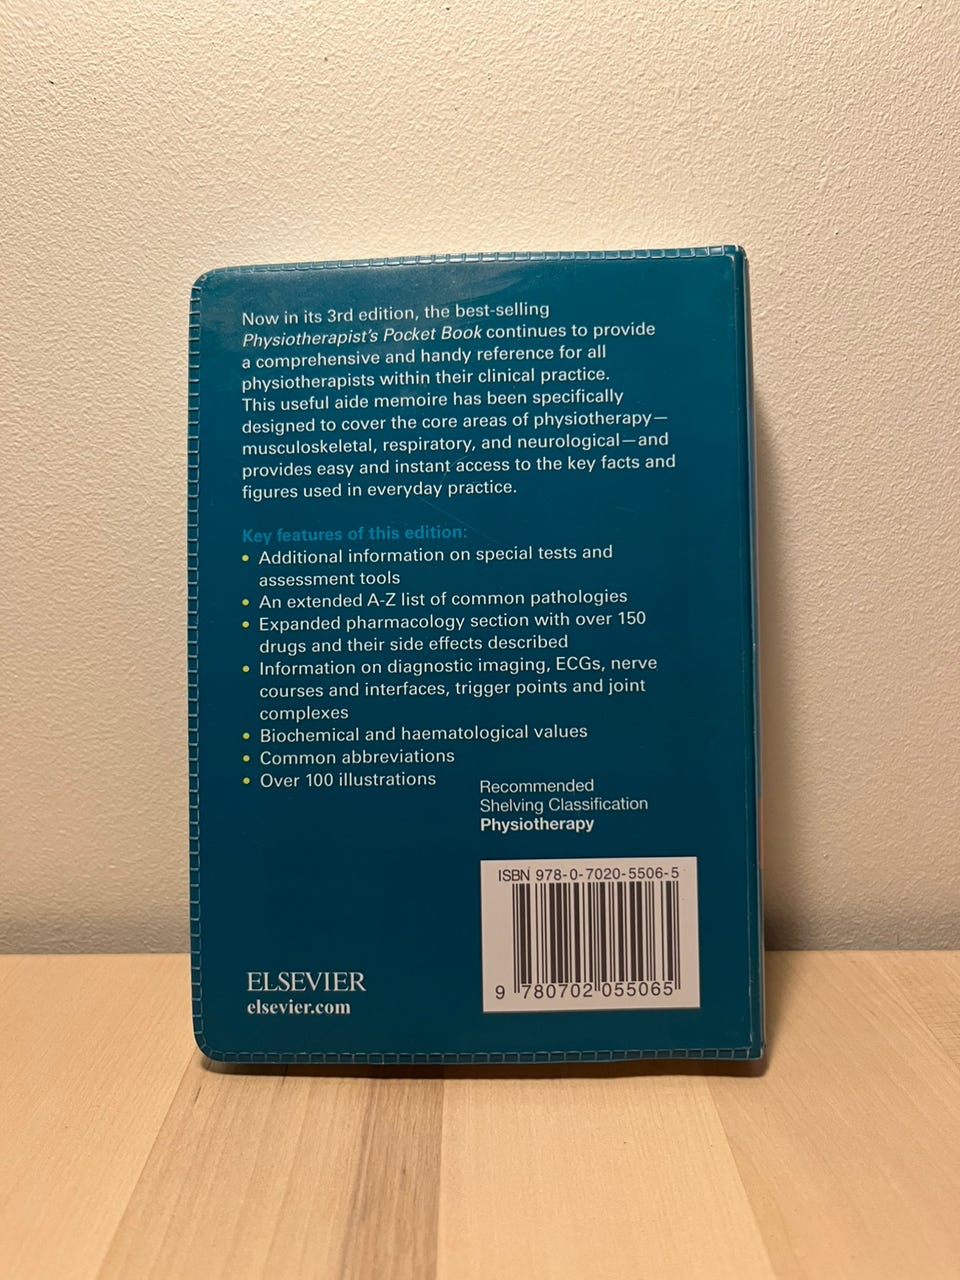 Now in its 3rd edition, the best-selling
Physiotherapist's Pocket Book continues to provide
a comprehensive and handy reference for all
physiotherapists within their clinical practice.
This useful aide memoire has been specifically
designed to cover the core areas of physiotherapy—
musculoskeletal, respiratory, and neurological—and
provides easy and instant access to the key facts and
figures used in everyday practice.
Key features of this edition:
• Additional information on special tests and
assessment tools
• An extended A-Z list of common pathologies
• Expanded pharmacology section with over 150
drugs and their side effects described
• Information on diagnostic imaging, ECGs, nerve
courses and interfaces, trigger points and joint
complexes
• Biochemical and haematological values
• Common abbreviations
• Over 100 illustrations
Recommended
Shelving Classification
Physiotherapy
ISBN 978-0-7020-5506-5
9 780702 055065
ELSEVIER
elsevier.com